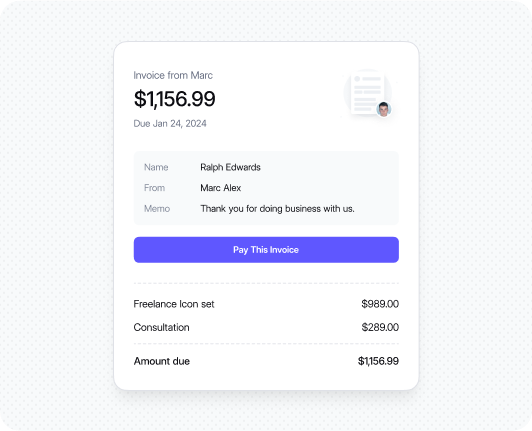 Invoice from Marc
$1,156.99
Due Jan 24, 2024
Name Ralph Edwards
From Marc Alex
Memo Thank you for doing business with us.
Pay This Invoice
Freelance Icon set $989.00
Consultation $289.00
Amount due $1,156.99